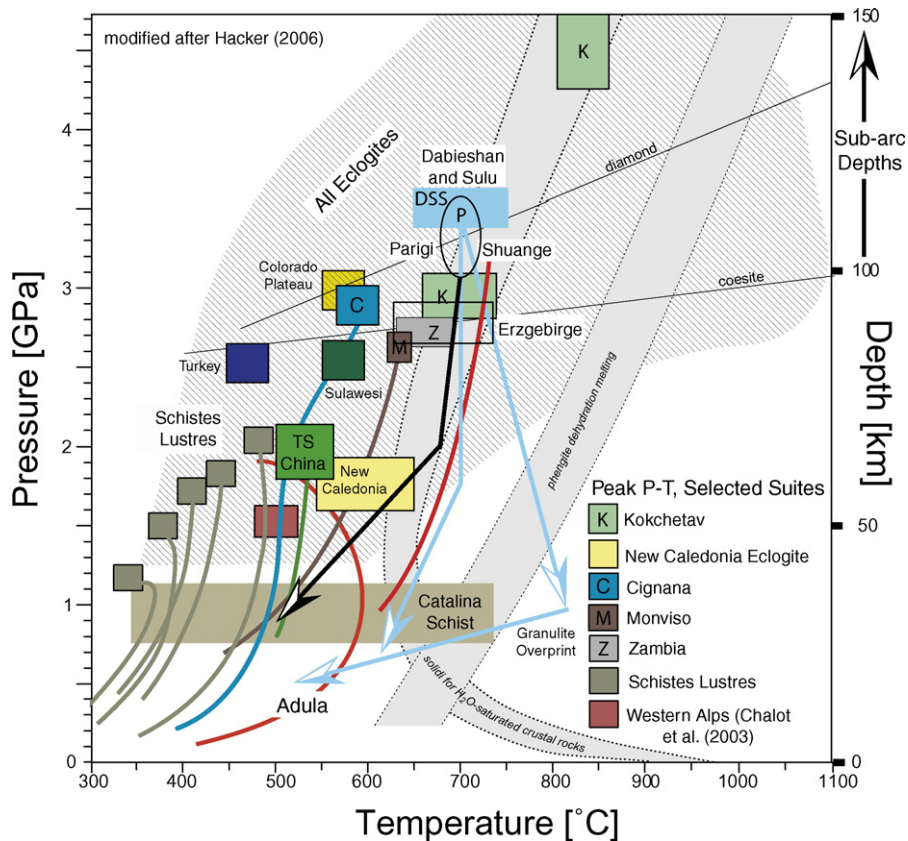 modified after Hacker (2006)
150
K
4
All Eclogites
Dabieshan
and Sulu
diamond
Sub-arc
Depths
DSS
P
Parigi
Shuange
Colorado
Plateau
100
3
C
K
coesite
Z
Erzgebirge
M
Turkey
Sulawesi
Pressure [GPa]
Depth [km]
Schistes
Lustres
2
TS
China
New
Caledonia
phengite dehydration melting
50
1
Catalina
Schist
Granulite
Overprint
solidi for H2O-saturated crustal rocks
Adula
Peak P-T, Selected Suites
K Kokchetav
New Caledonia Eclogite
C Cignana
M Monviso
Z Zambia
Schistes Lustres
Western Alps (Chalot
et al. (2003)
0
0
300 400 500 600 700 800 900 1000 1100
Temperature [˚C]